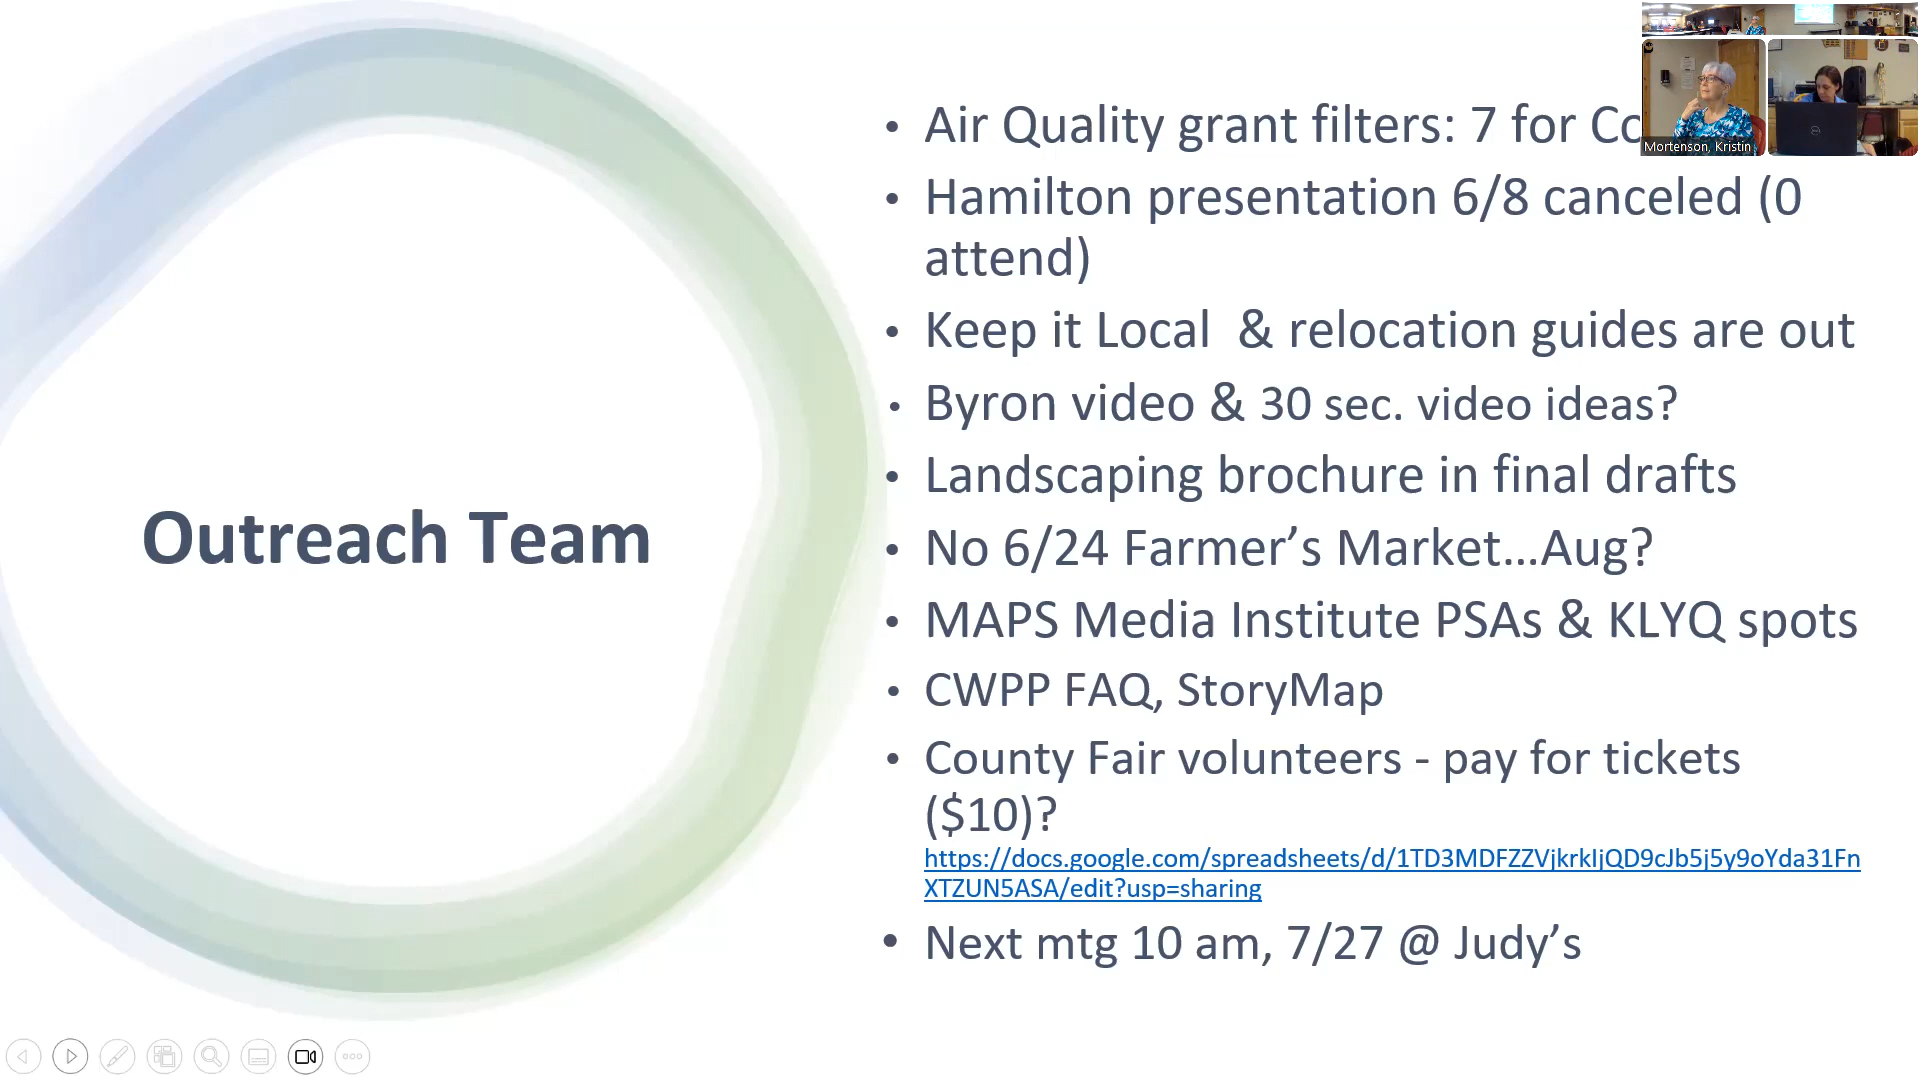 Outreach Team
• Air Quality grant filters: 7 for
• Hamilton presentation 6/8 canceled (0
attend)
• Keep it Local & relocation guides are out
• Byron video & 30 sec. video ideas?
• Landscaping brochure in final drafts
• No 6/24 Farmer’s Market…Aug?
• MAPS Media Institute PSAs & KLYQ spots
• CWPP FAQ, StoryMap
• County Fair volunteers - pay for tickets
($10)?
https://docs.google.com/spreadsheets/d/1TD3MDFZZVjkrkIjQD9cJb5j5y9oYda31Fn
XTZUN5ASA/edit?usp=sharing
• Next mtg 10 am, 7/27 @ Judy’s
Mortenson, Kristin